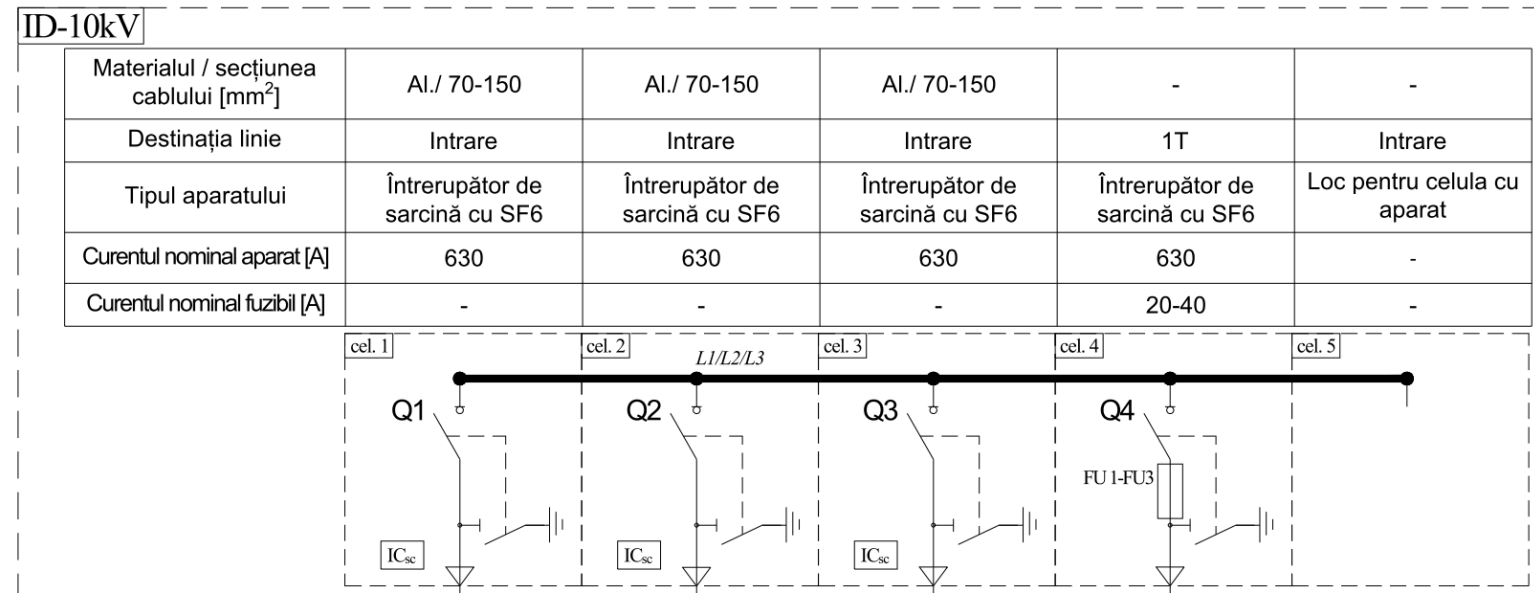 ID-10kV
Materialul / secțiunea cablului [mm²] Al./ 70-150 Al./ 70-150 Al./ 70-150 - -
Destinația linie Intrare Intrare Intrare 1T Intrare
Tipul aparatului Întrerupător de sarcină cu SF6 Întrerupător de sarcină cu SF6 Întrerupător de sarcină cu SF6 Întrerupător de sarcină cu SF6 Loc pentru celula cu aparat
Curentul nominal aparat [A] 630 630 630 630 -
Curentul nominal fuzibil [A] - - - 20-40 -
cel. 1 cel. 2 cel. 3 cel. 4 cel. 5
L1/L2/L3
Q1 Q2 Q3 Q4
FU 1-FU3
ICsc ICsc ICsc